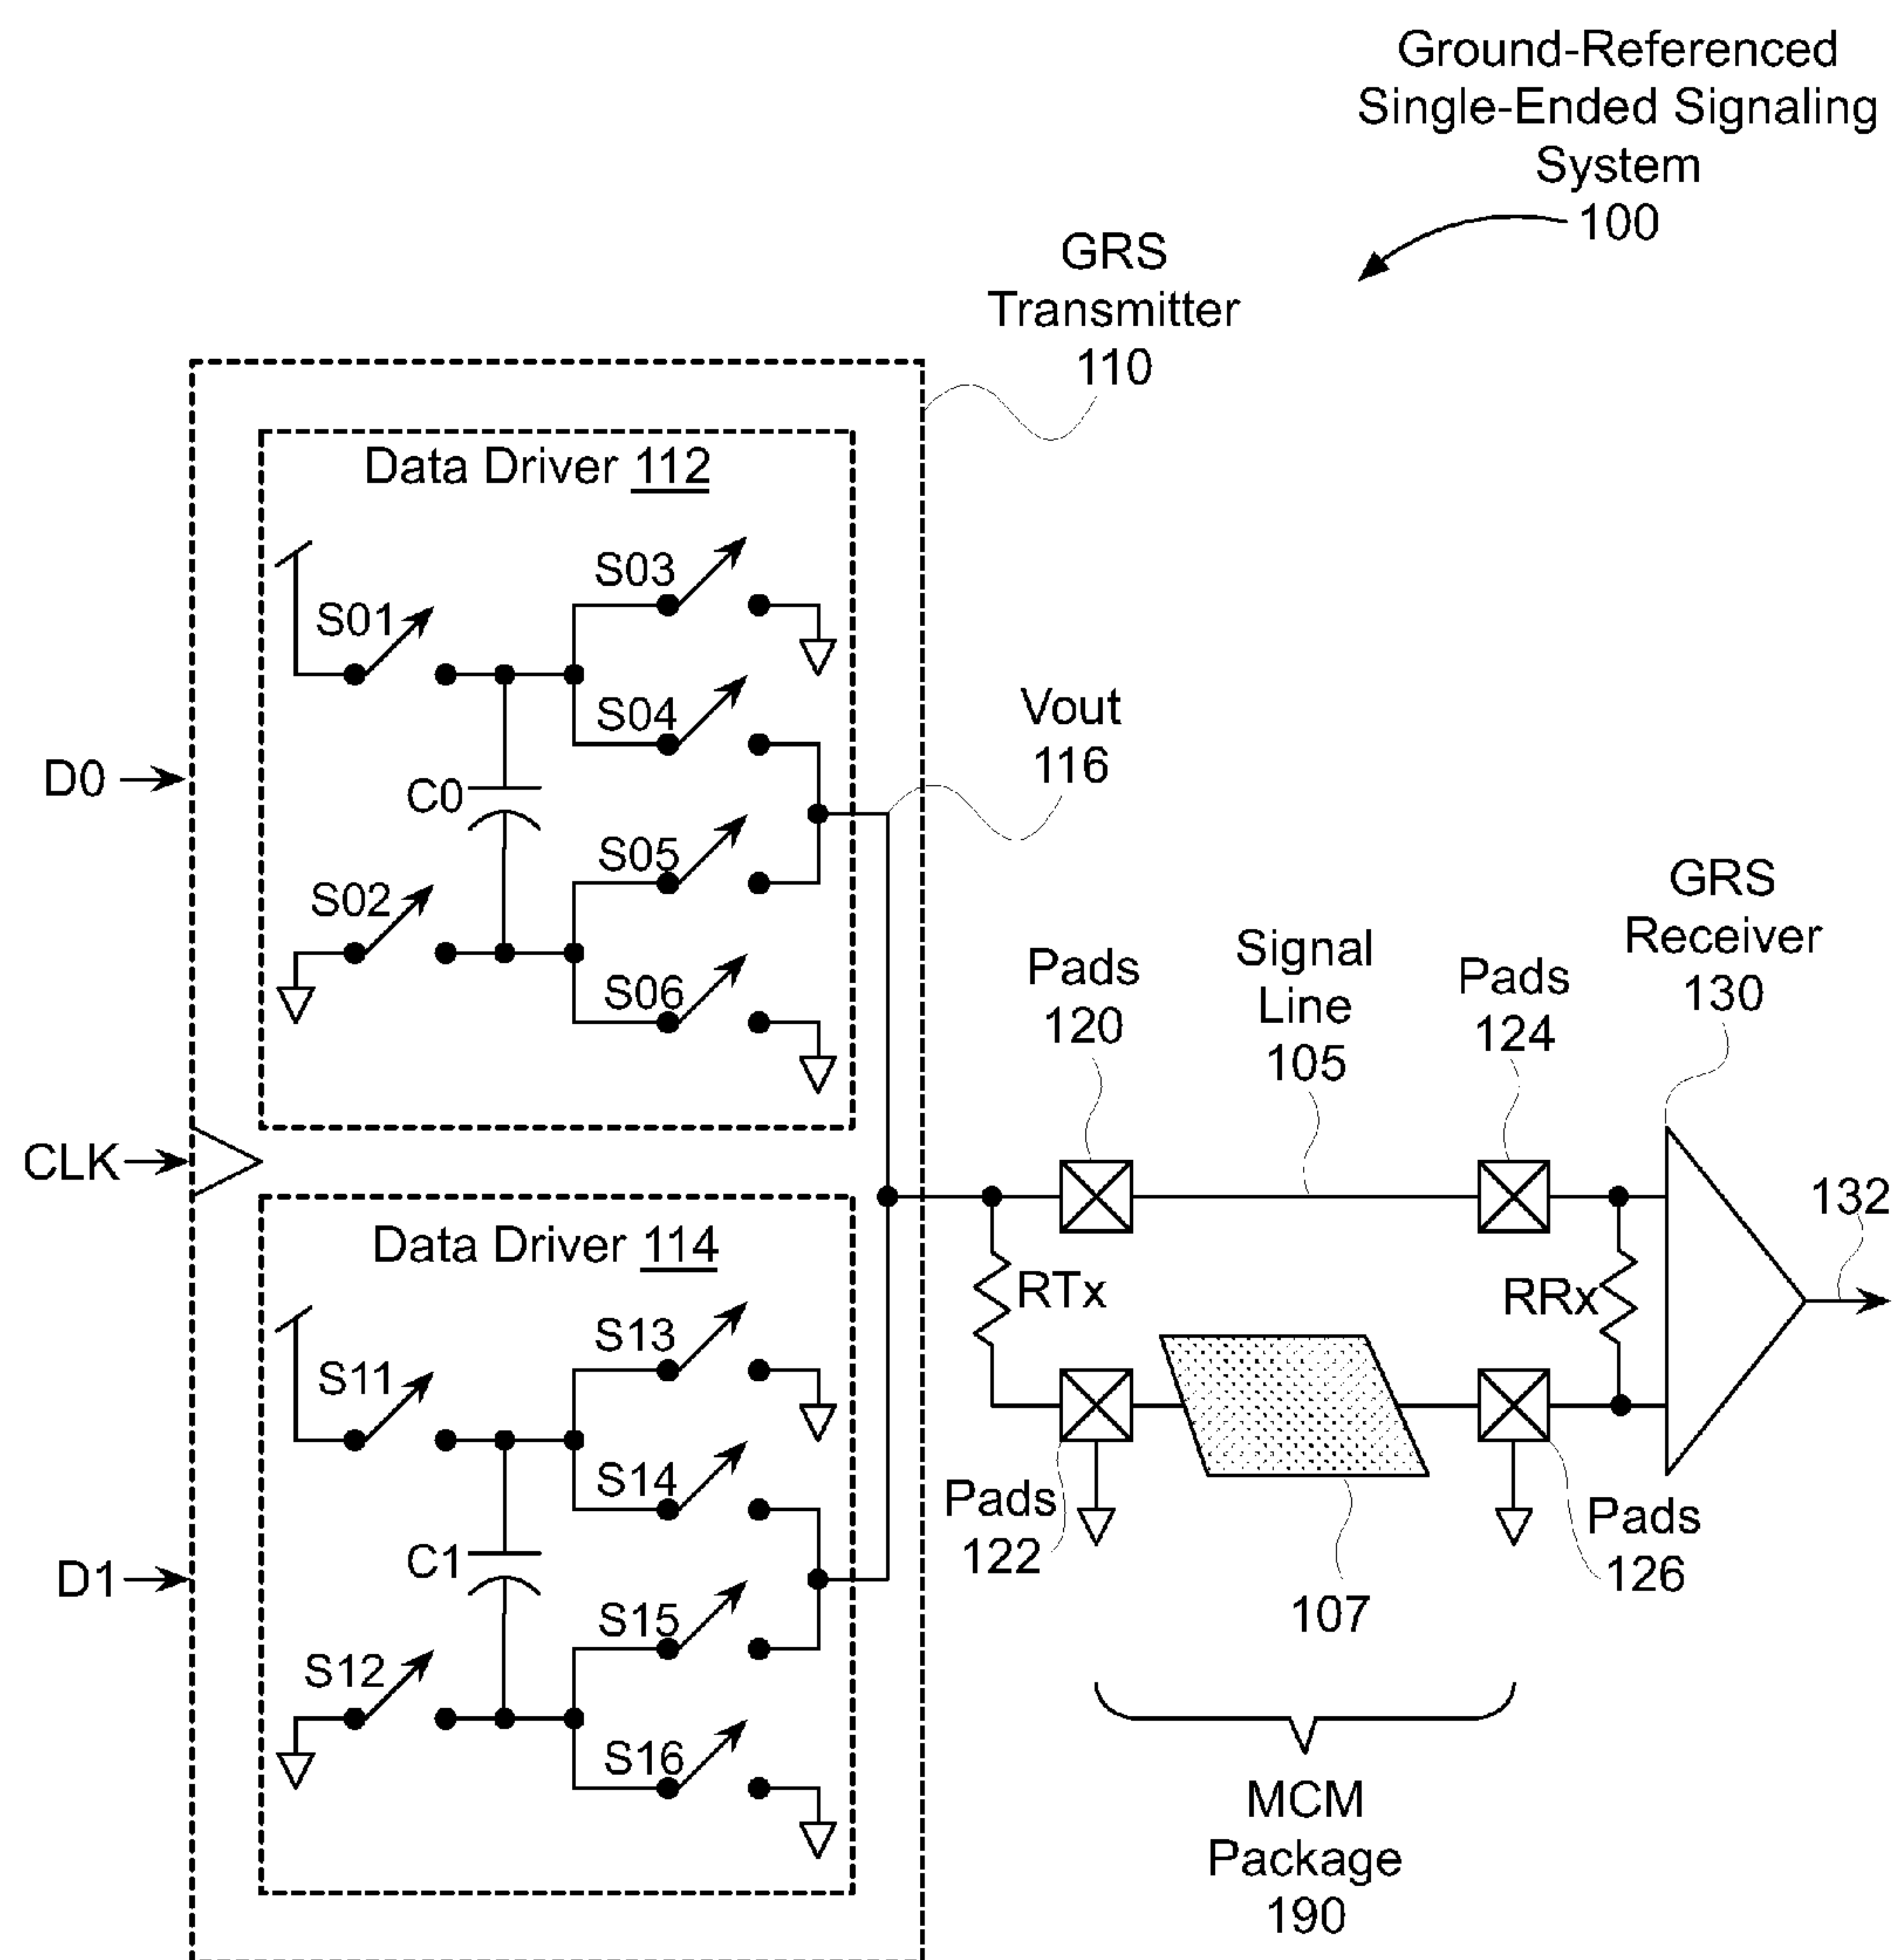 Ground-Referenced
Single-Ended Signaling
System
100
GRS
Transmitter
110
Data Driver 112
S03
S01
S04
Vout
116
D0
C0
S05
S02
S06
GRS
Receiver
130
Pads
120
Signal
Line
105
Pads
124
CLK
132
Data Driver 114
RTx
RRx
S13
S11
S14
Pads
122
Pads
126
C1
D1
107
S15
S12
S16
MCM
Package
190